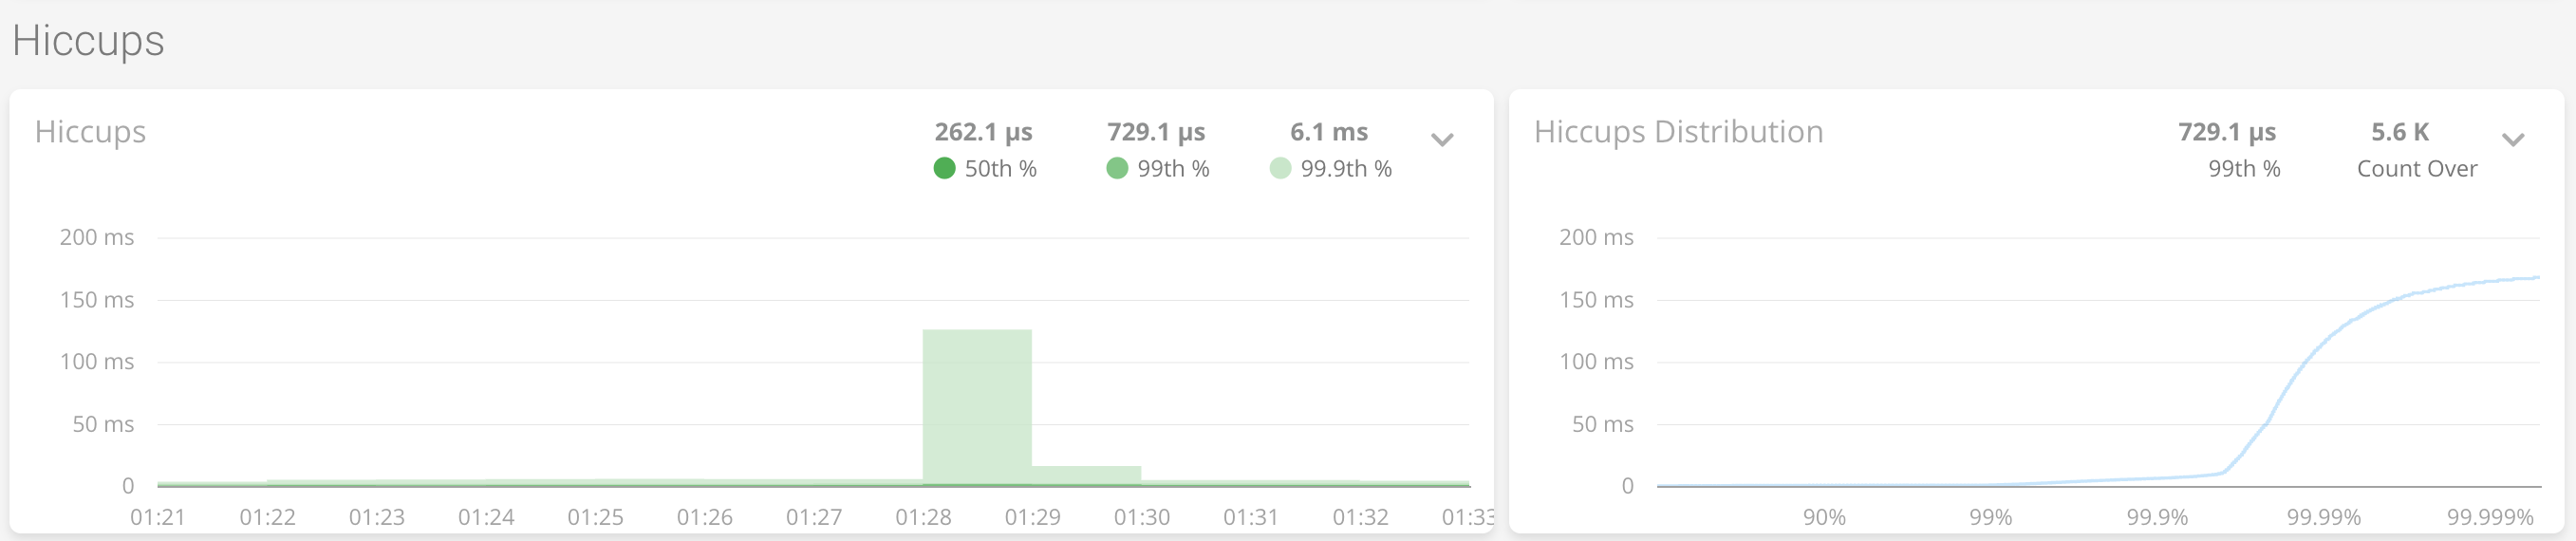 Hiccups
Hiccups
262.1 µs 729.1 µs 6.1 ms
50th % 99th % 99.9th %
200 ms
150 ms
100 ms
50 ms
0
01:21 01:22 01:23 01:24 01:25 01:26 01:27 01:28 01:29 01:30 01:31 01:32 01:33
Hiccups Distribution
729.1 µs 5.6 K
99th % Count Over
200 ms
150 ms
100 ms
50 ms
0
90% 99% 99.9% 99.99% 99.999%